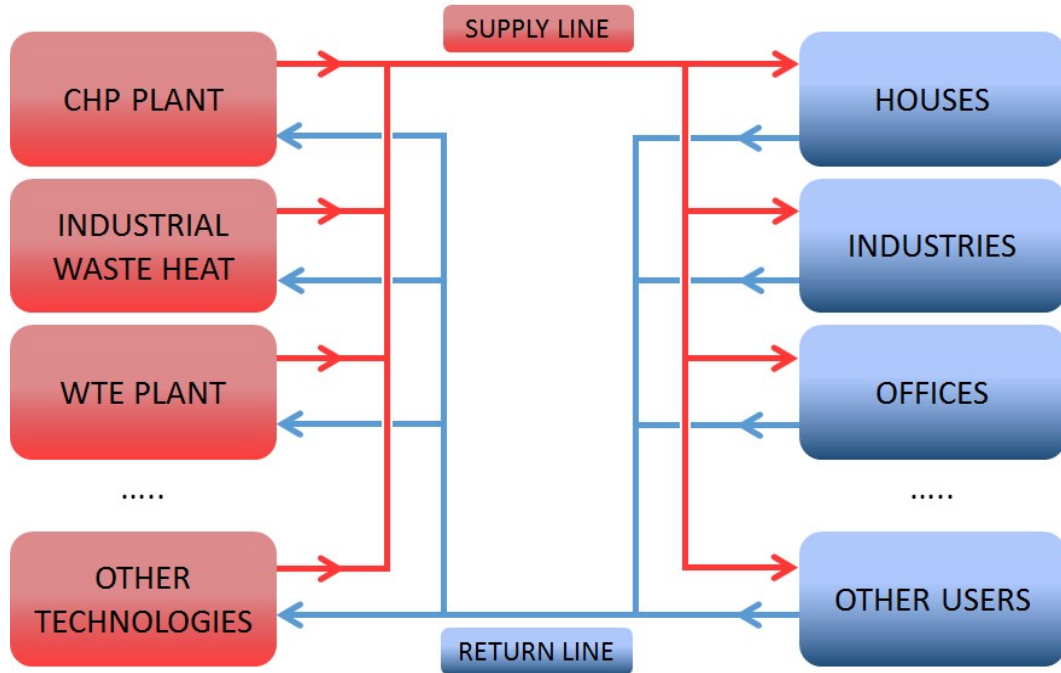 SUPPLY LINE
CHP PLANT
HOUSES
INDUSTRIAL
WASTE HEAT
INDUSTRIES
WTE PLANT
OFFICES
.....
.....
OTHER
TECHNOLOGIES
OTHER USERS
RETURN LINE